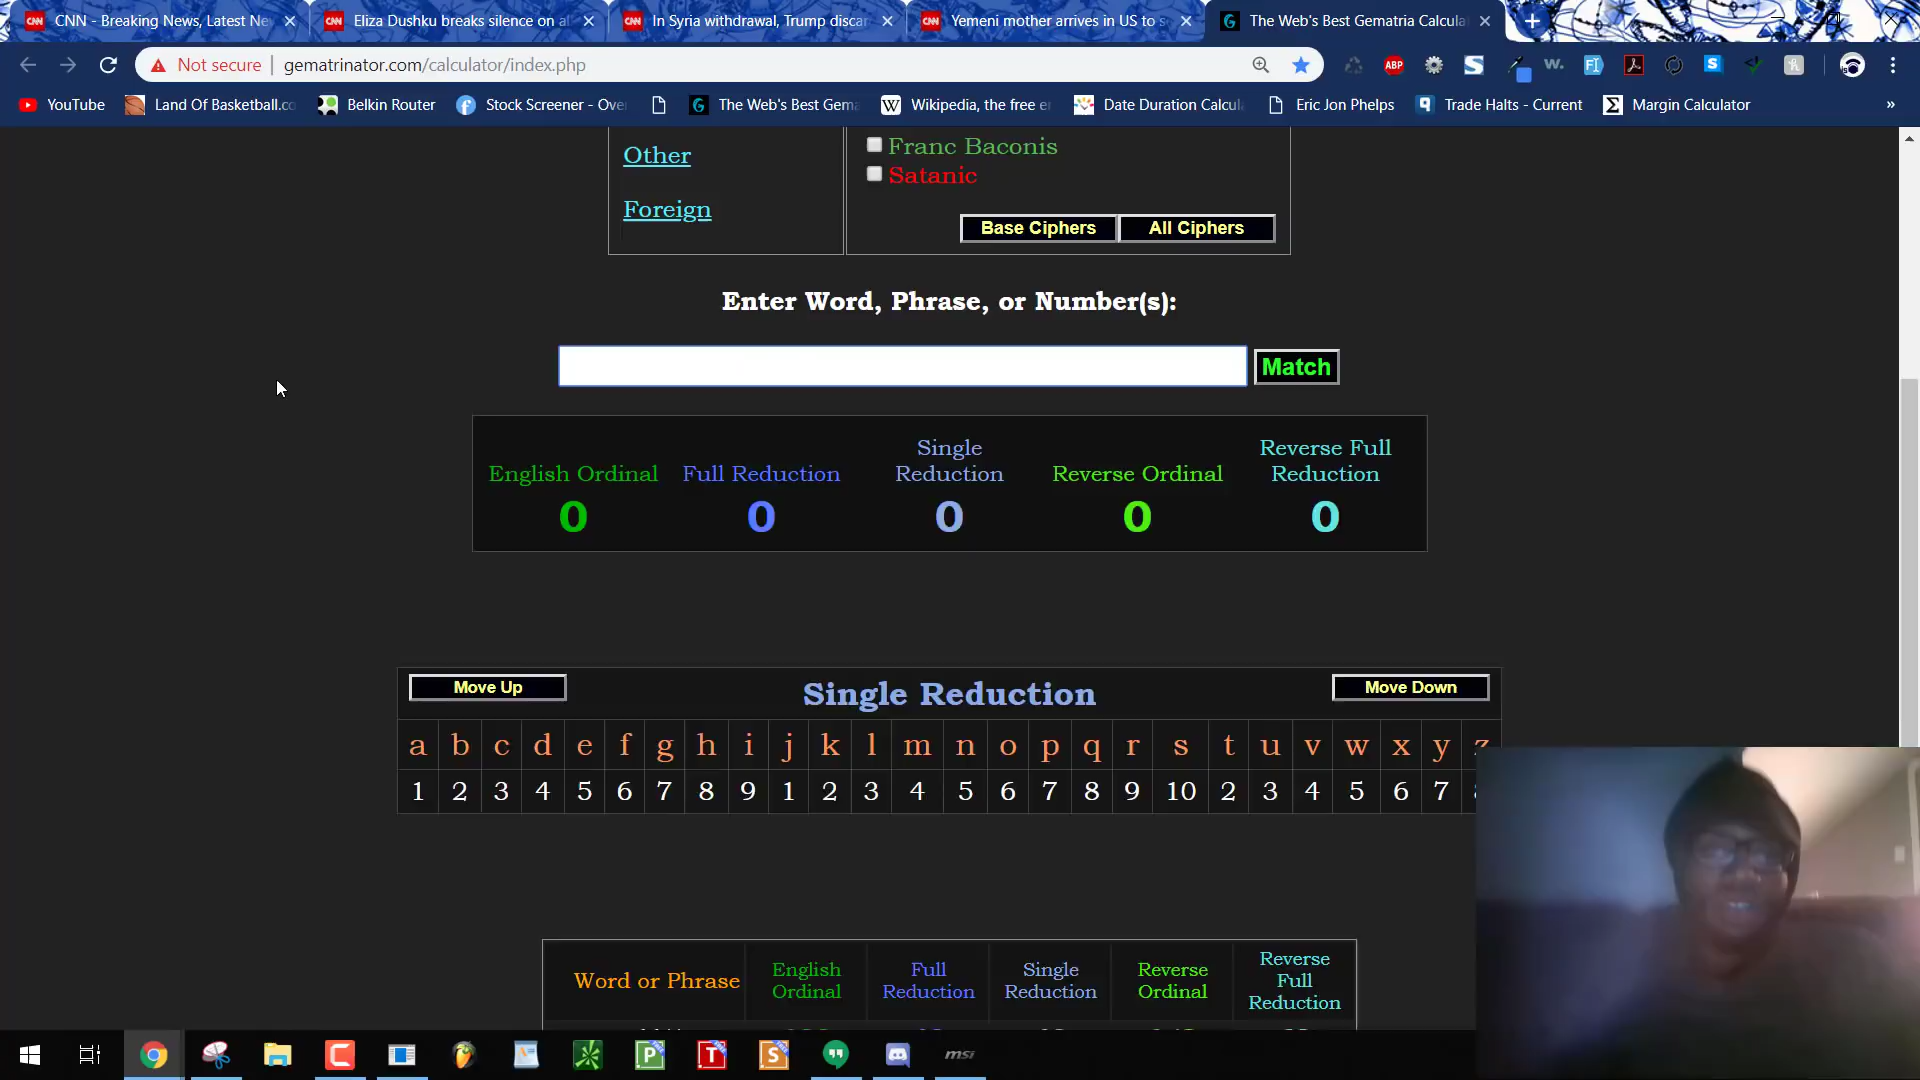 CNN - Breaking News, Latest Ne
Eliza Dushku breaks silence on al
In Syria withdrawal, Trump discar
Yemeni mother arrives in US to s
The Web's Best Gematria Calcula
Not secure
gematrinator.com/calculator/index.php
YouTube
Land Of Basketball.co
Belkin Router
Stock Screener - Over
The Web's Best Gema
Wikipedia, the free e
Date Duration Calcul
Eric Jon Phelps
Trade Halts - Current
Margin Calculator
»
Other
Foreign
Franc Baconis
Satanic
Base Ciphers
All Ciphers
Enter Word, Phrase, or Number(s):
Match
English Ordinal
Full Reduction
Single
Reduction
Reverse Ordinal
Reverse Full
Reduction
0 0 0 0 0
Move Up
Single Reduction
Move Down
a b c d e f g h i j k l m n o p q r s t u v w x y z
1 2 3 4 5 6 7 8 9 1 2 3 4 5 6 7 8 9 10 2 3 4 5 6 7
Word or Phrase
English
Ordinal
Full
Reduction
Single
Reduction
Reverse
Ordinal
Reverse
Full
Reduction
msi